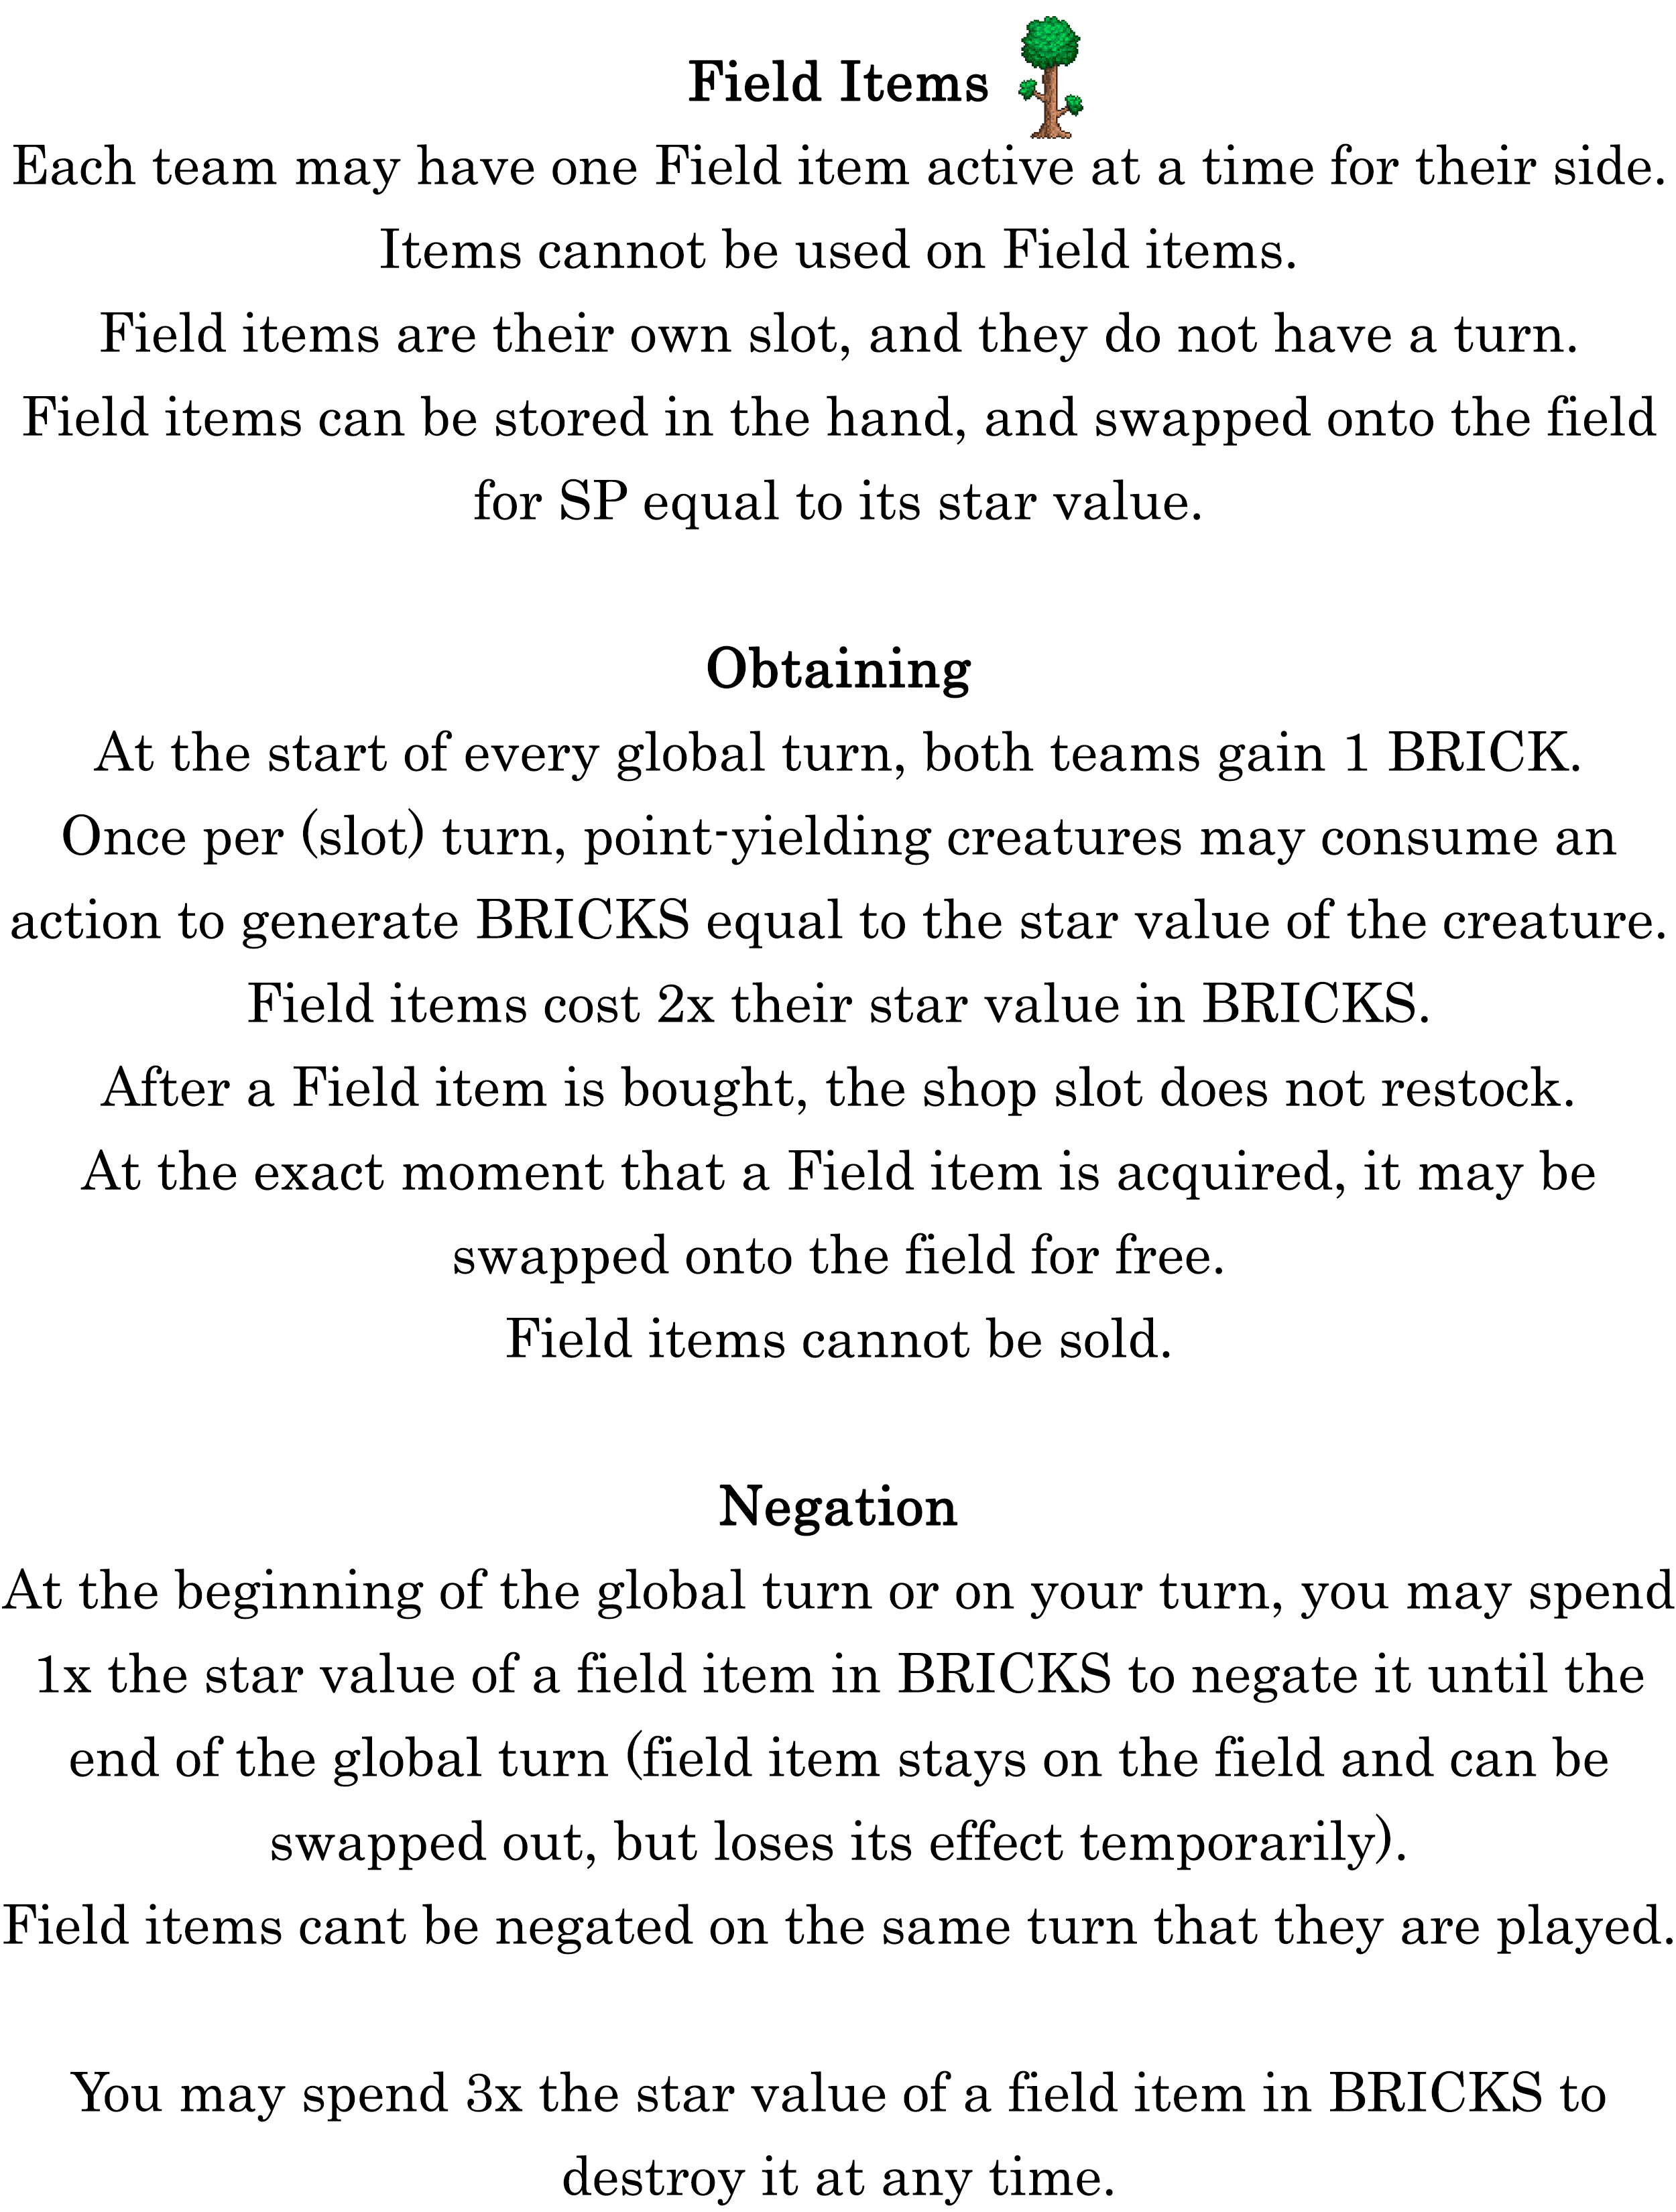 Field Items
Each team may have one Field item active at a time for their side.
Items cannot be used on Field items.
Field items are their own slot, and they do not have a turn.
Field items can be stored in the hand, and swapped onto the field
for SP equal to its star value.
Obtaining
At the start of every global turn, both teams gain 1 BRICK.
Once per (slot) turn, point-yielding creatures may consume an
action to generate BRICKS equal to the star value of the creature.
Field items cost 2x their star value in BRICKS.
After a Field item is bought, the shop slot does not restock.
At the exact moment that a Field item is acquired, it may be
swapped onto the field for free.
Field items cannot be sold.
Negation
At the beginning of the global turn or on your turn, you may spend
1x the star value of a field item in BRICKS to negate it until the
end of the global turn (field item stays on the field and can be
swapped out, but loses its effect temporarily).
Field items cant be negated on the same turn that they are played.
You may spend 3x the star value of a field item in BRICKS to
destroy it at any time.